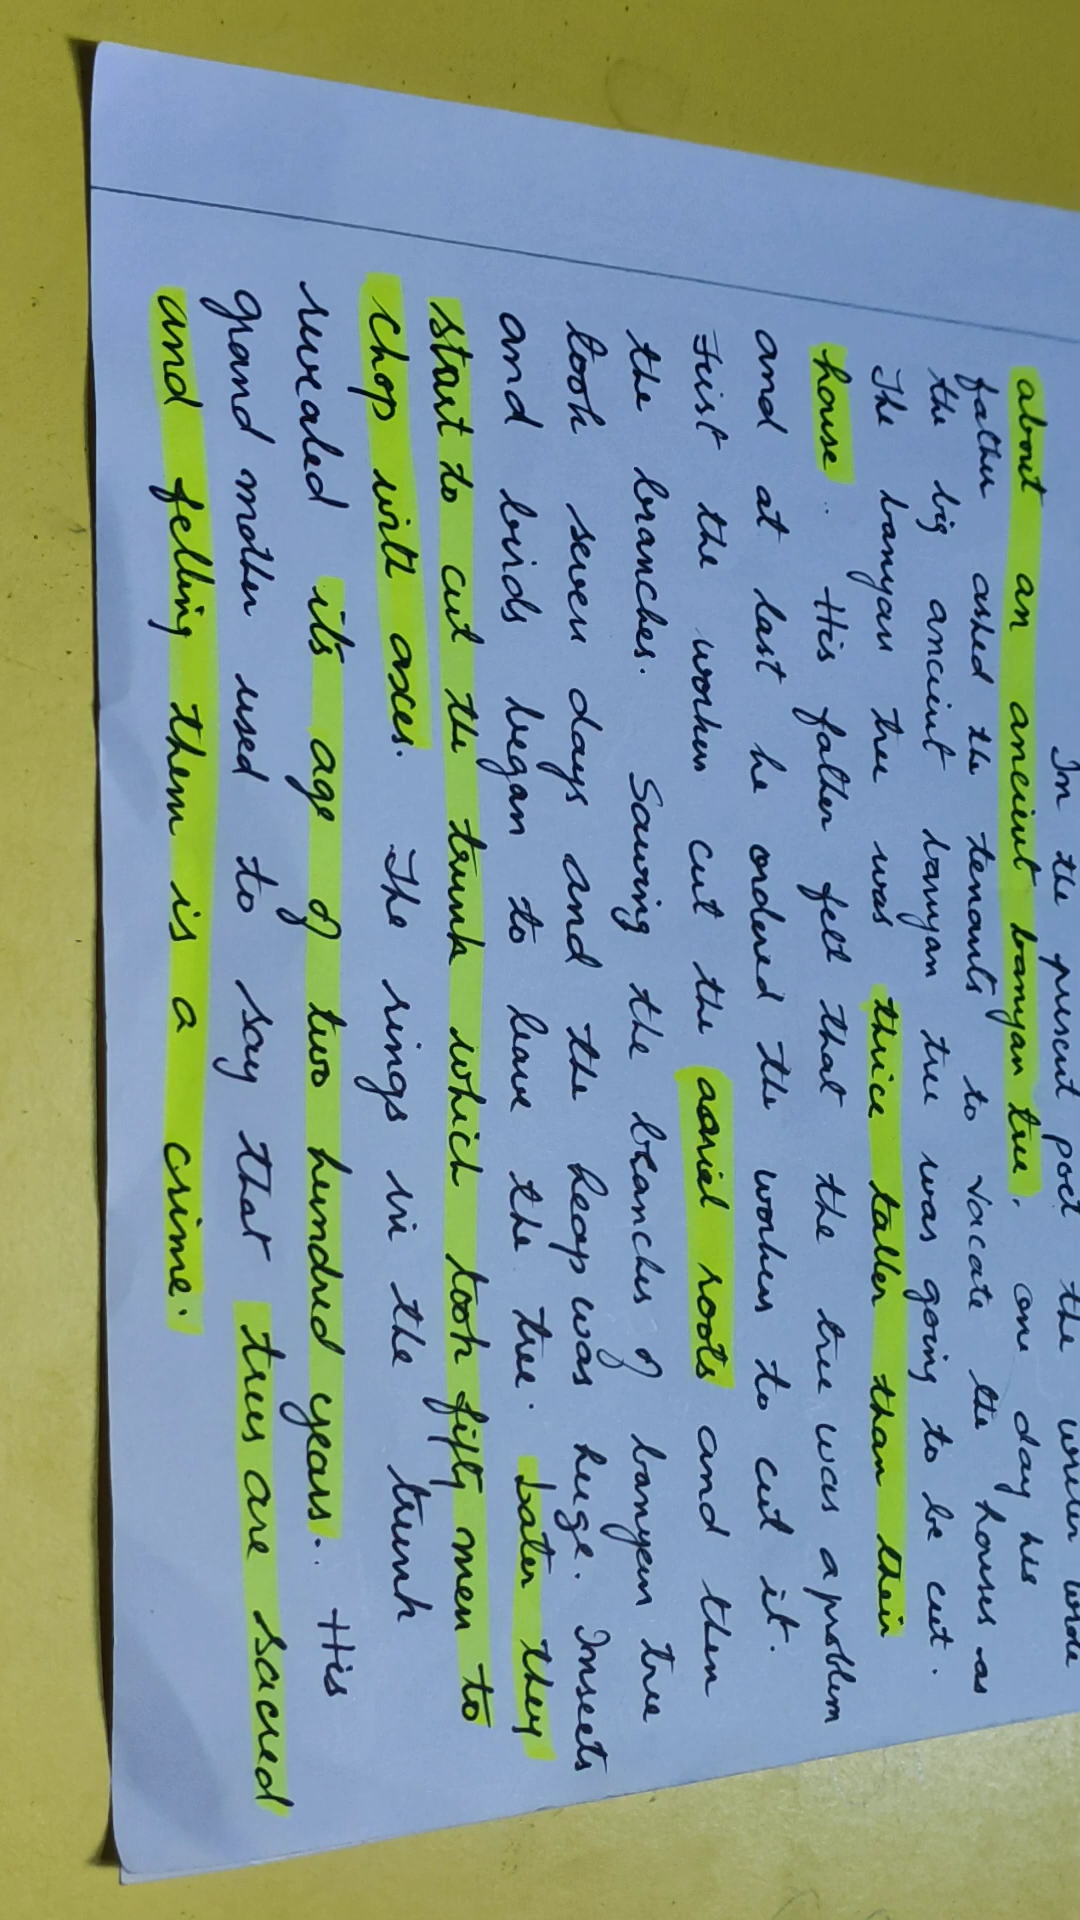 In the present poet the writer wrote
about an ancient banyan tree. one day his
father asked the tenants to vacate the houses as
the big ancient banyan tree was going to be cut.
The banyan tree was thrice taller than their
house. His father felt that the tree was a problem
and at last he ordered the workers to cut it.
First the workers cut the aerial roots and then
the branches. Sawing the branches of banyan tree
took seven days and the heap was huge. Insects
and birds began to leave the tree. Later they
start to cut the trunk which took fifty men to
chop with axes. The rings in the trunk
revealed its age of two hundred years. His
grand mother used to say that trees are sacred
and felling them is a crime.